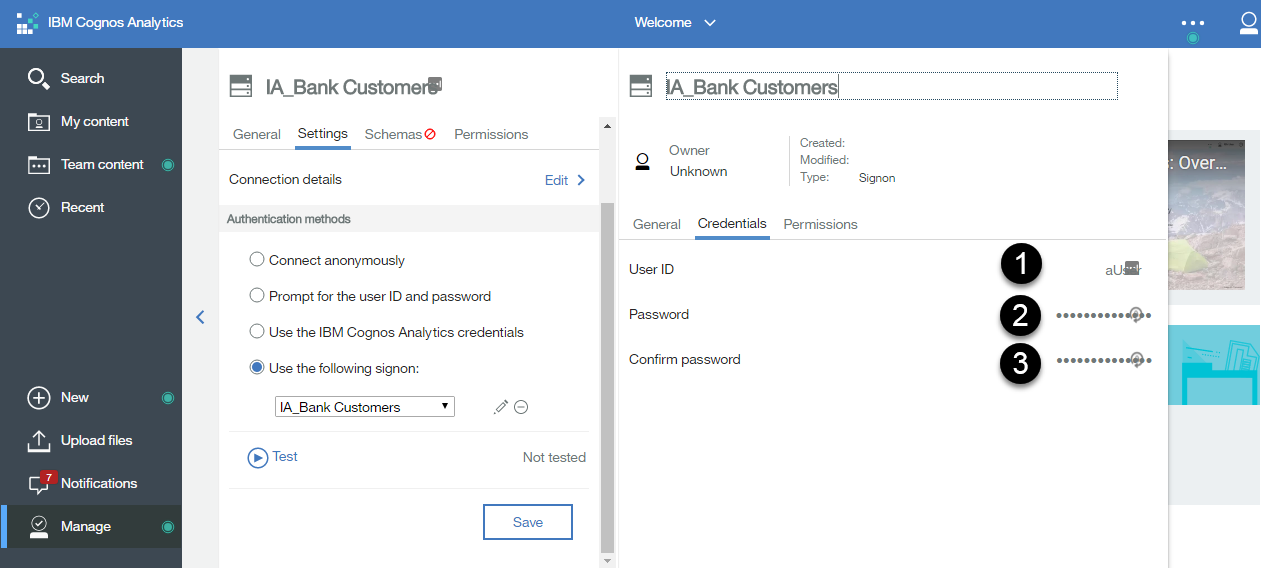 IBM Cognos Analytics
Welcome
Search
My content
Team content
Recent
New
Upload files
7
Notifications
Manage
IA_Bank Customers
General Settings Schemas Permissions
Connection details Edit
Authentication methods
Connect anonymously
Prompt for the user ID and password
Use the IBM Cognos Analytics credentials
Use the following signon:
IA_Bank Customers
Test Not tested
Save
IA_Bank Customers
Owner
Unknown
Created:
Modified:
Type: Signon
General Credentials Permissions
User ID 1
Password 2
Confirm password 3
: Over...